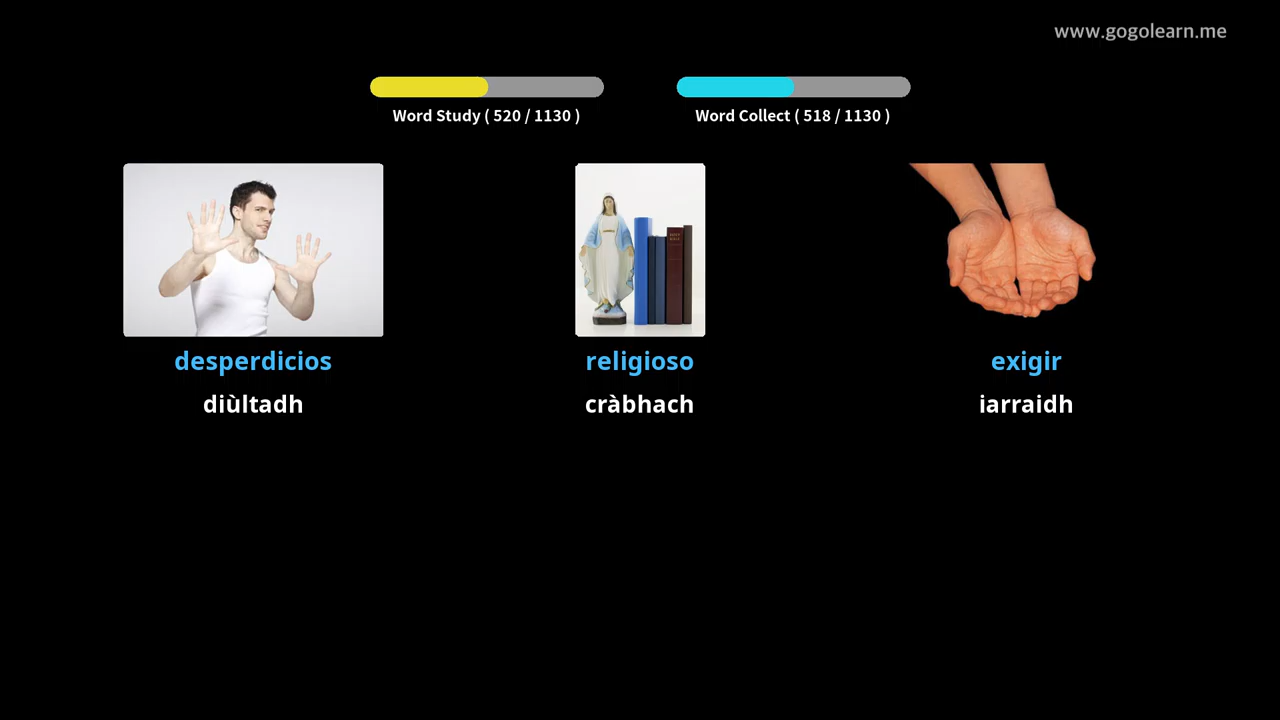 www.gogolearn.me
Word Study ( 520 / 1130 )
Word Collect ( 518 / 1130 )
desperdicios
religioso
exigir
diùltadh
cràbhach
iarraidh